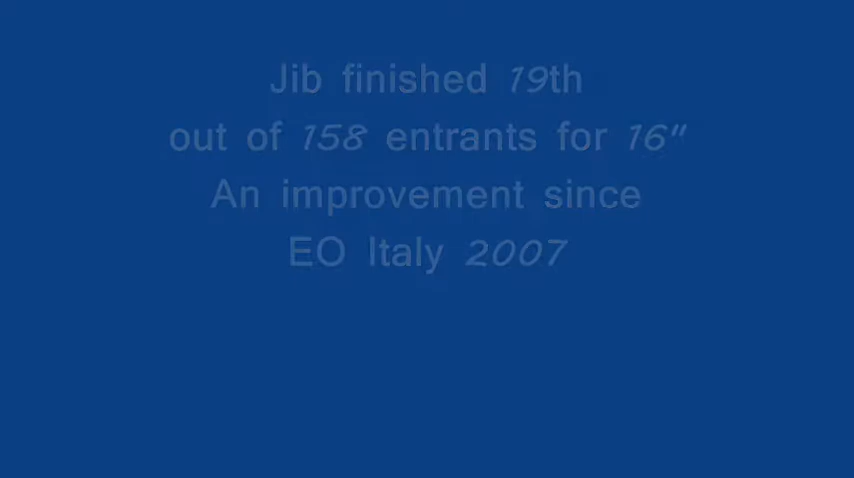 Jib finished 19th
out of 158 entrants for 16"
An improvement since
EO Italy 2007